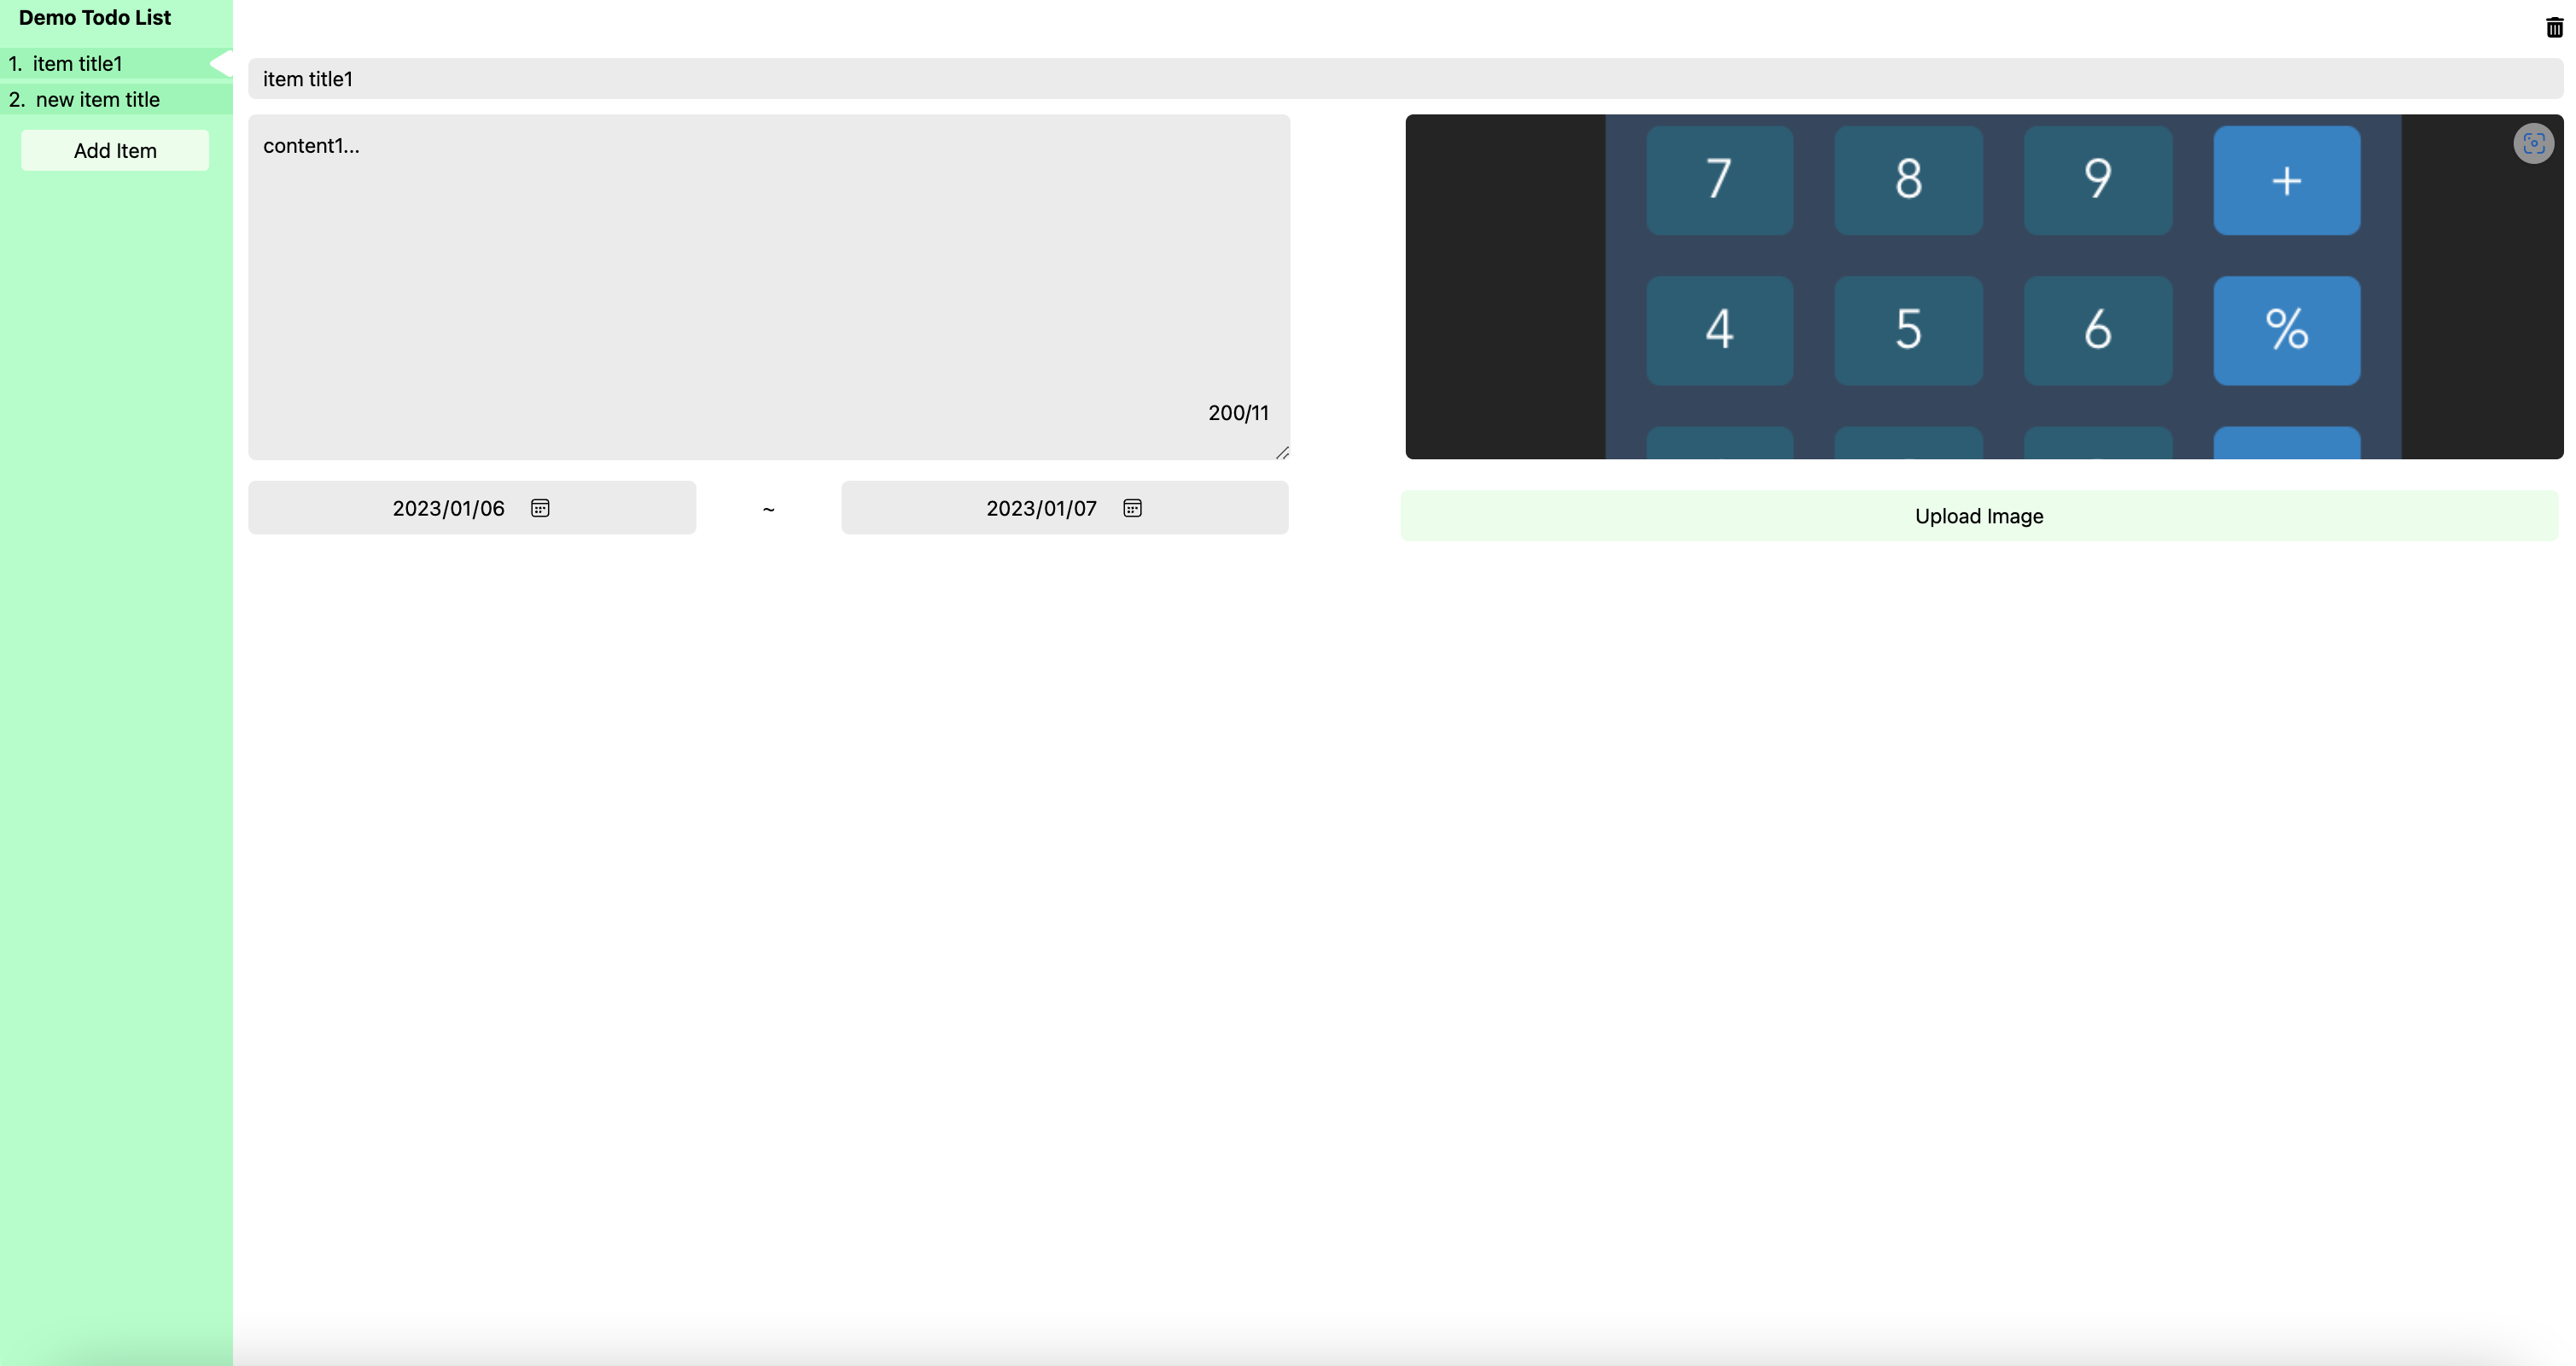 Demo Todo List
1. item title1
2. new item title
Add Item
item title1
content1...
200/11
2023/01/06 ~ 2023/01/07
7 8 9 +
4 5 6 %
Upload Image